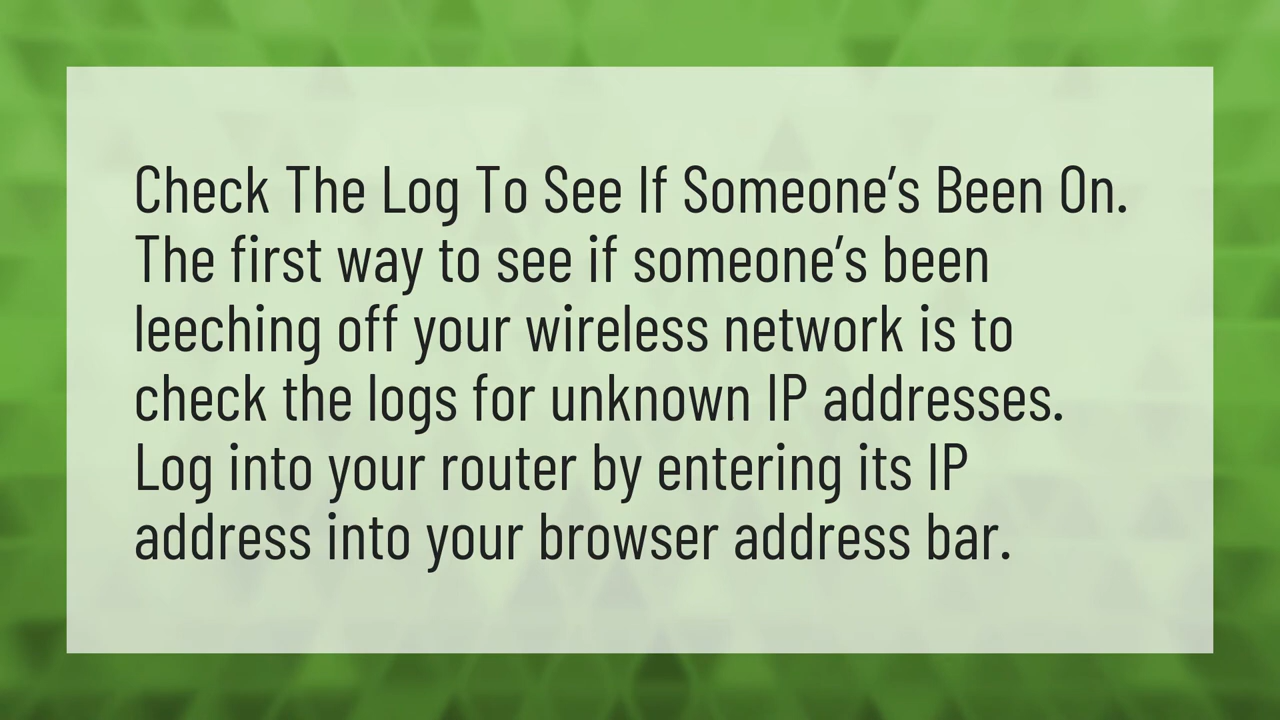 Check The Log To See If Someone’s Been On.
The first way to see if someone’s been
leeching off your wireless network is to
check the logs for unknown IP addresses.
Log into your router by entering its IP
address into your browser address bar.